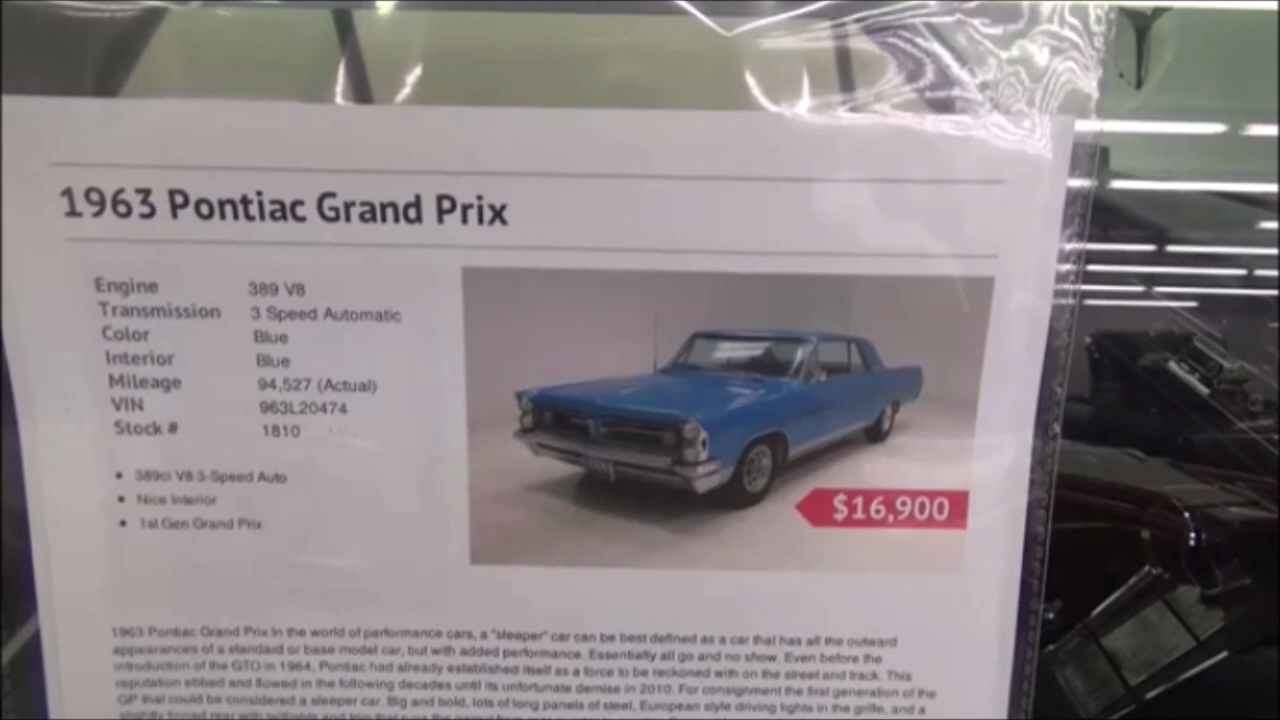 1963 Pontiac Grand Prix
Engine 389 V8
Transmission 3 Speed Automatic
Color Blue
Interior Blue
Mileage 94,527 (Actual)
VIN 963L20474
Stock # 1810
• 389ci V8 3-Speed Auto
• Nice Interior
• 1st Gen Grand Prix
$16,900
1963 Pontiac Grand Prix In the world of performance cars, a "sleeper" car can be best defined as a car that has all the outward
appearances of a standard or base model car, but with added performance. Essentially all go and no show. Even before the
introduction of the GTO in 1964, Pontiac had already established itself as a force to be reckoned with on the street and track. This
reputation ebbed and flowed in the following decades until its unfortunate demise in 2010. For consignment the first generation of the
GP that could be considered a sleeper car. Big and bold, lots of long panels of steel, European style driving lights in the grille, and a
slightly finned rear with